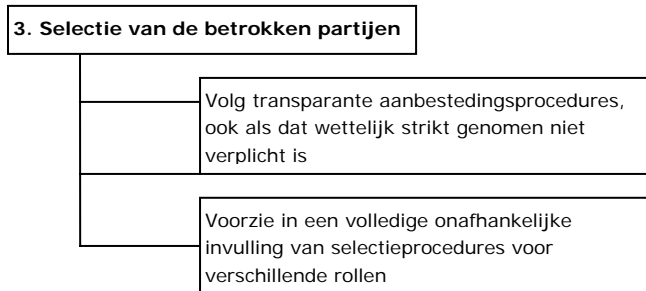 3. Selectie van de betrokken partijen
Volg transparante aanbestedingsprocedures,
ook als dat wettelijk strikt genomen niet
verplicht is
Voorzie in een volledige onafhankelijke
invulling van selectieprocedures voor
verschillende rollen